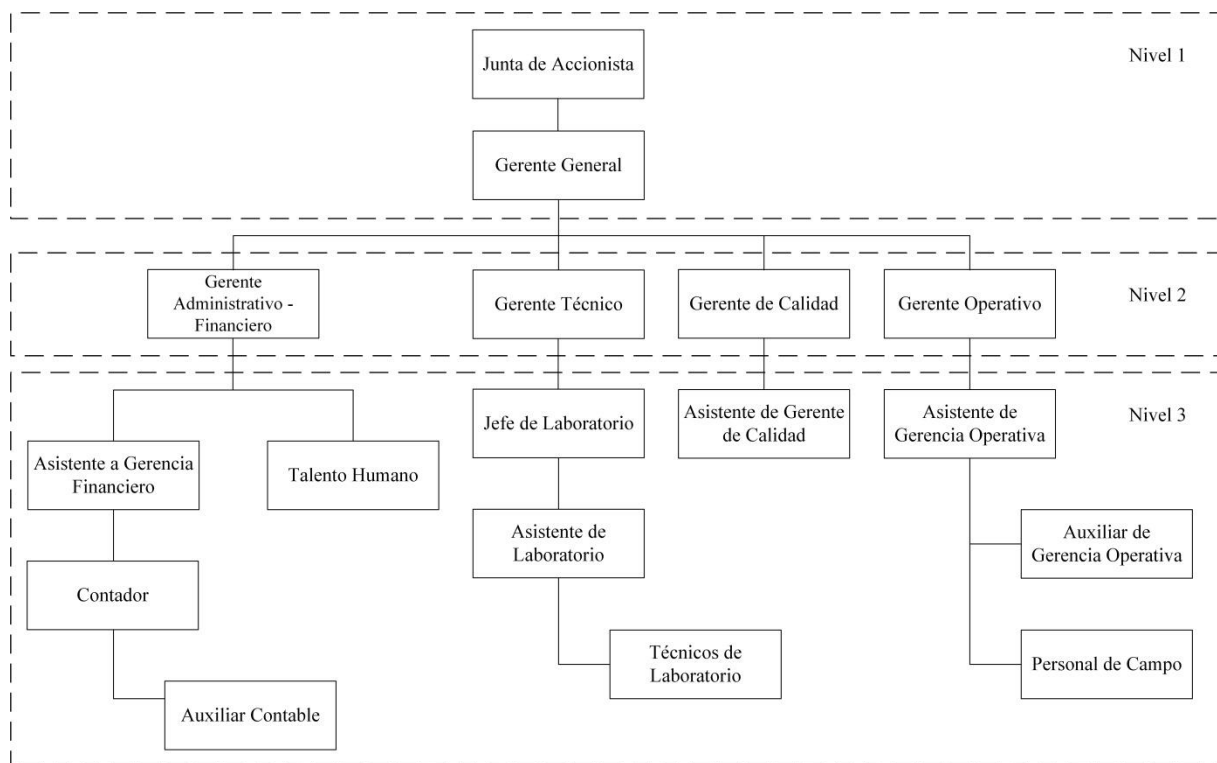 Nivel 1
Junta de Accionista
Gerente General
Nivel 2
Gerente
Administrativo -
Financiero
Gerente Técnico
Gerente de Calidad
Gerente Operativo
Nivel 3
Asistente a Gerencia
Financiero
Talento Humano
Jefe de Laboratorio
Asistente de Gerente
de Calidad
Asistente de
Gerencia Operativa
Contador
Asistente de
Laboratorio
Auxiliar de
Gerencia Operativa
Auxiliar Contable
Técnicos de
Laboratorio
Personal de Campo